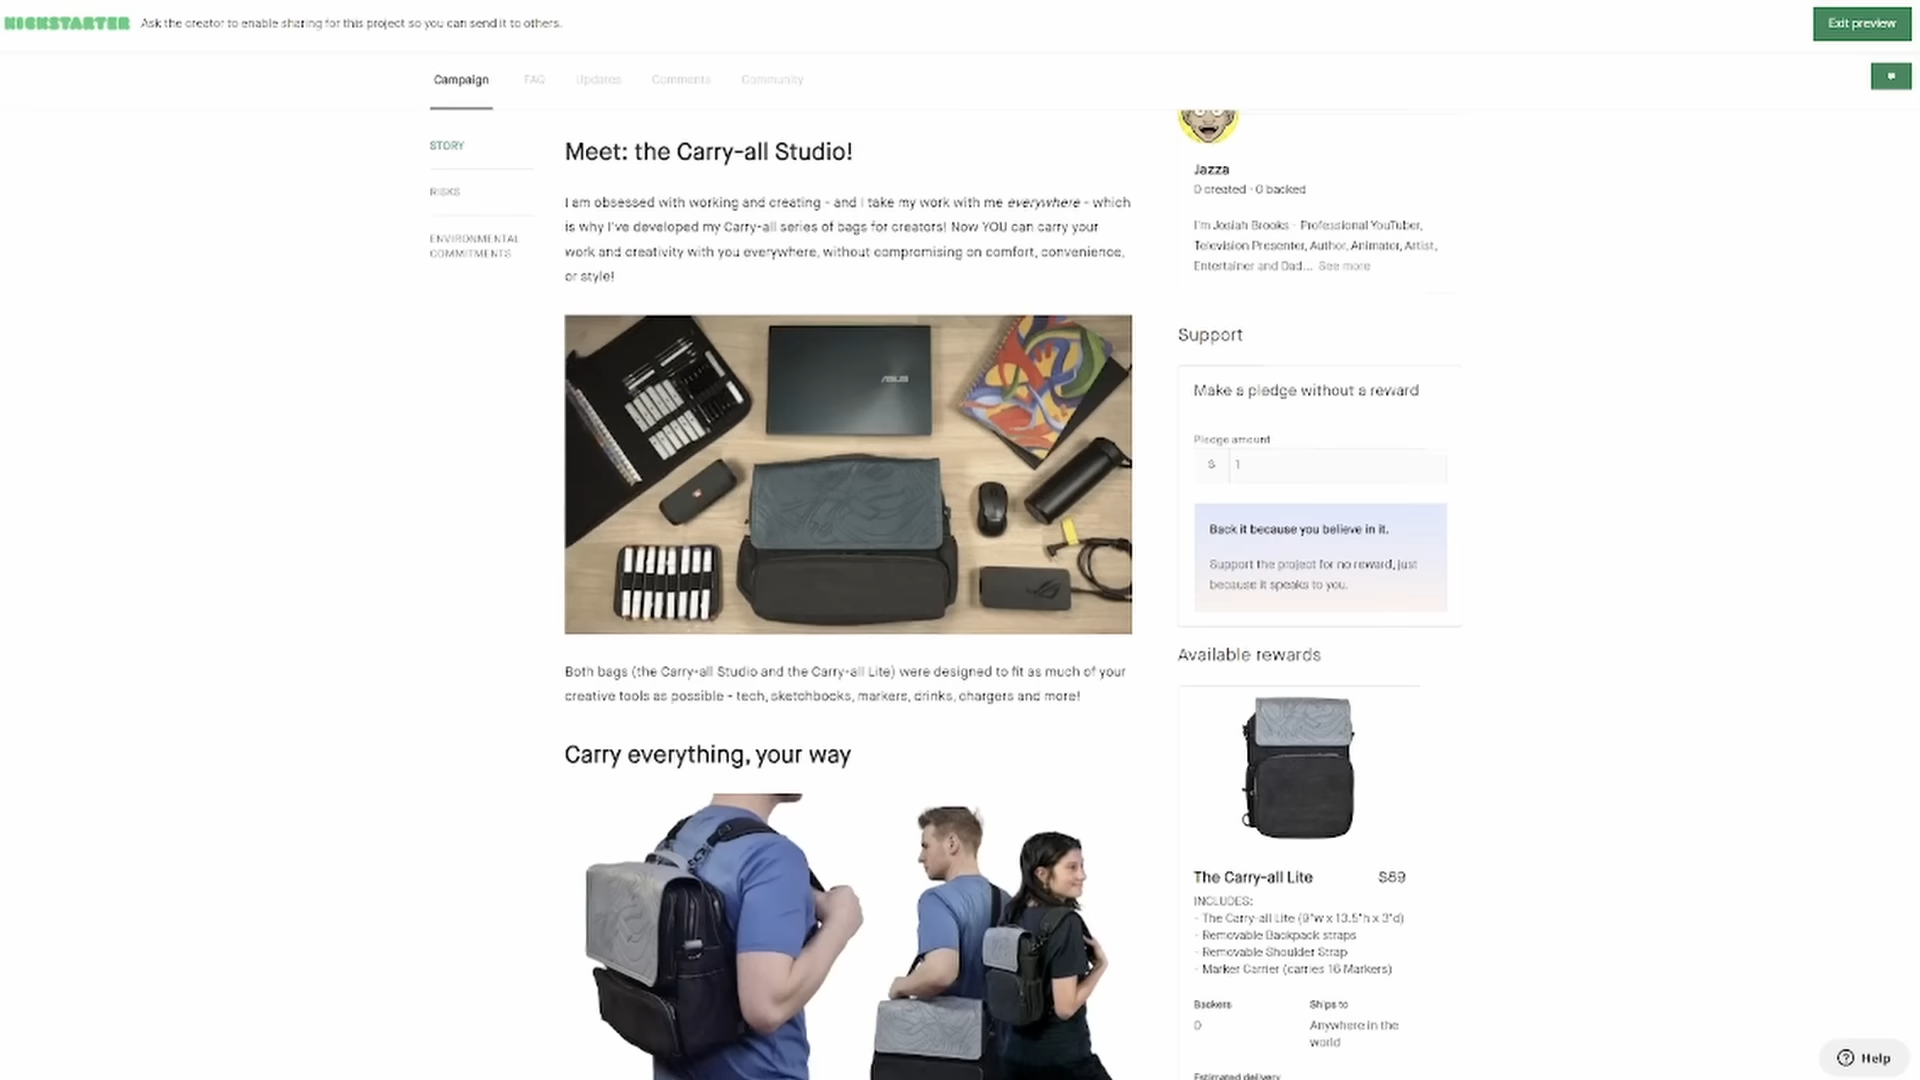 KICKSTARTER Ask the creator to enable sharing for this project so you can send it to others.
Exit preview
Campaign FAQ Updates Comments Community
STORY
RISKS
ENVIRONMENTAL
COMMITMENTS
Meet: the Carry-all Studio!
I am obsessed with working and creating - and I take my work with me everywhere - which
is why I've developed my Carry-all series of bags for creators! Now YOU can carry your
work and creativity with you everywhere, without compromising on comfort, convenience,
or style!
ASUS
Both bags (the Carry-all Studio and the Carry-all Lite) were designed to fit as much of your
creative tools as possible - tech, sketchbooks, markers, drinks, chargers and more!
Carry everything, your way
Jazza
0 created · 0 backed
I'm Josiah Brooks - Professional YouTuber,
Television Presenter, Author, Animator, Artist,
Entertainer and Dad... See more
Support
Make a pledge without a reward
Pledge amount
$ 1
Back it because you believe in it.
Support the project for no reward, just
because it speaks to you.
Available rewards
The Carry-all Lite $89
INCLUDES:
- The Carry-all Lite (9"w x 13.5"h x 3"d)
- Removable Backpack straps
- Removable Shoulder Strap
- Marker Carrier (carries 16 Markers)
Backers Ships to
0 Anywhere in the
world
Estimated delivery
Help